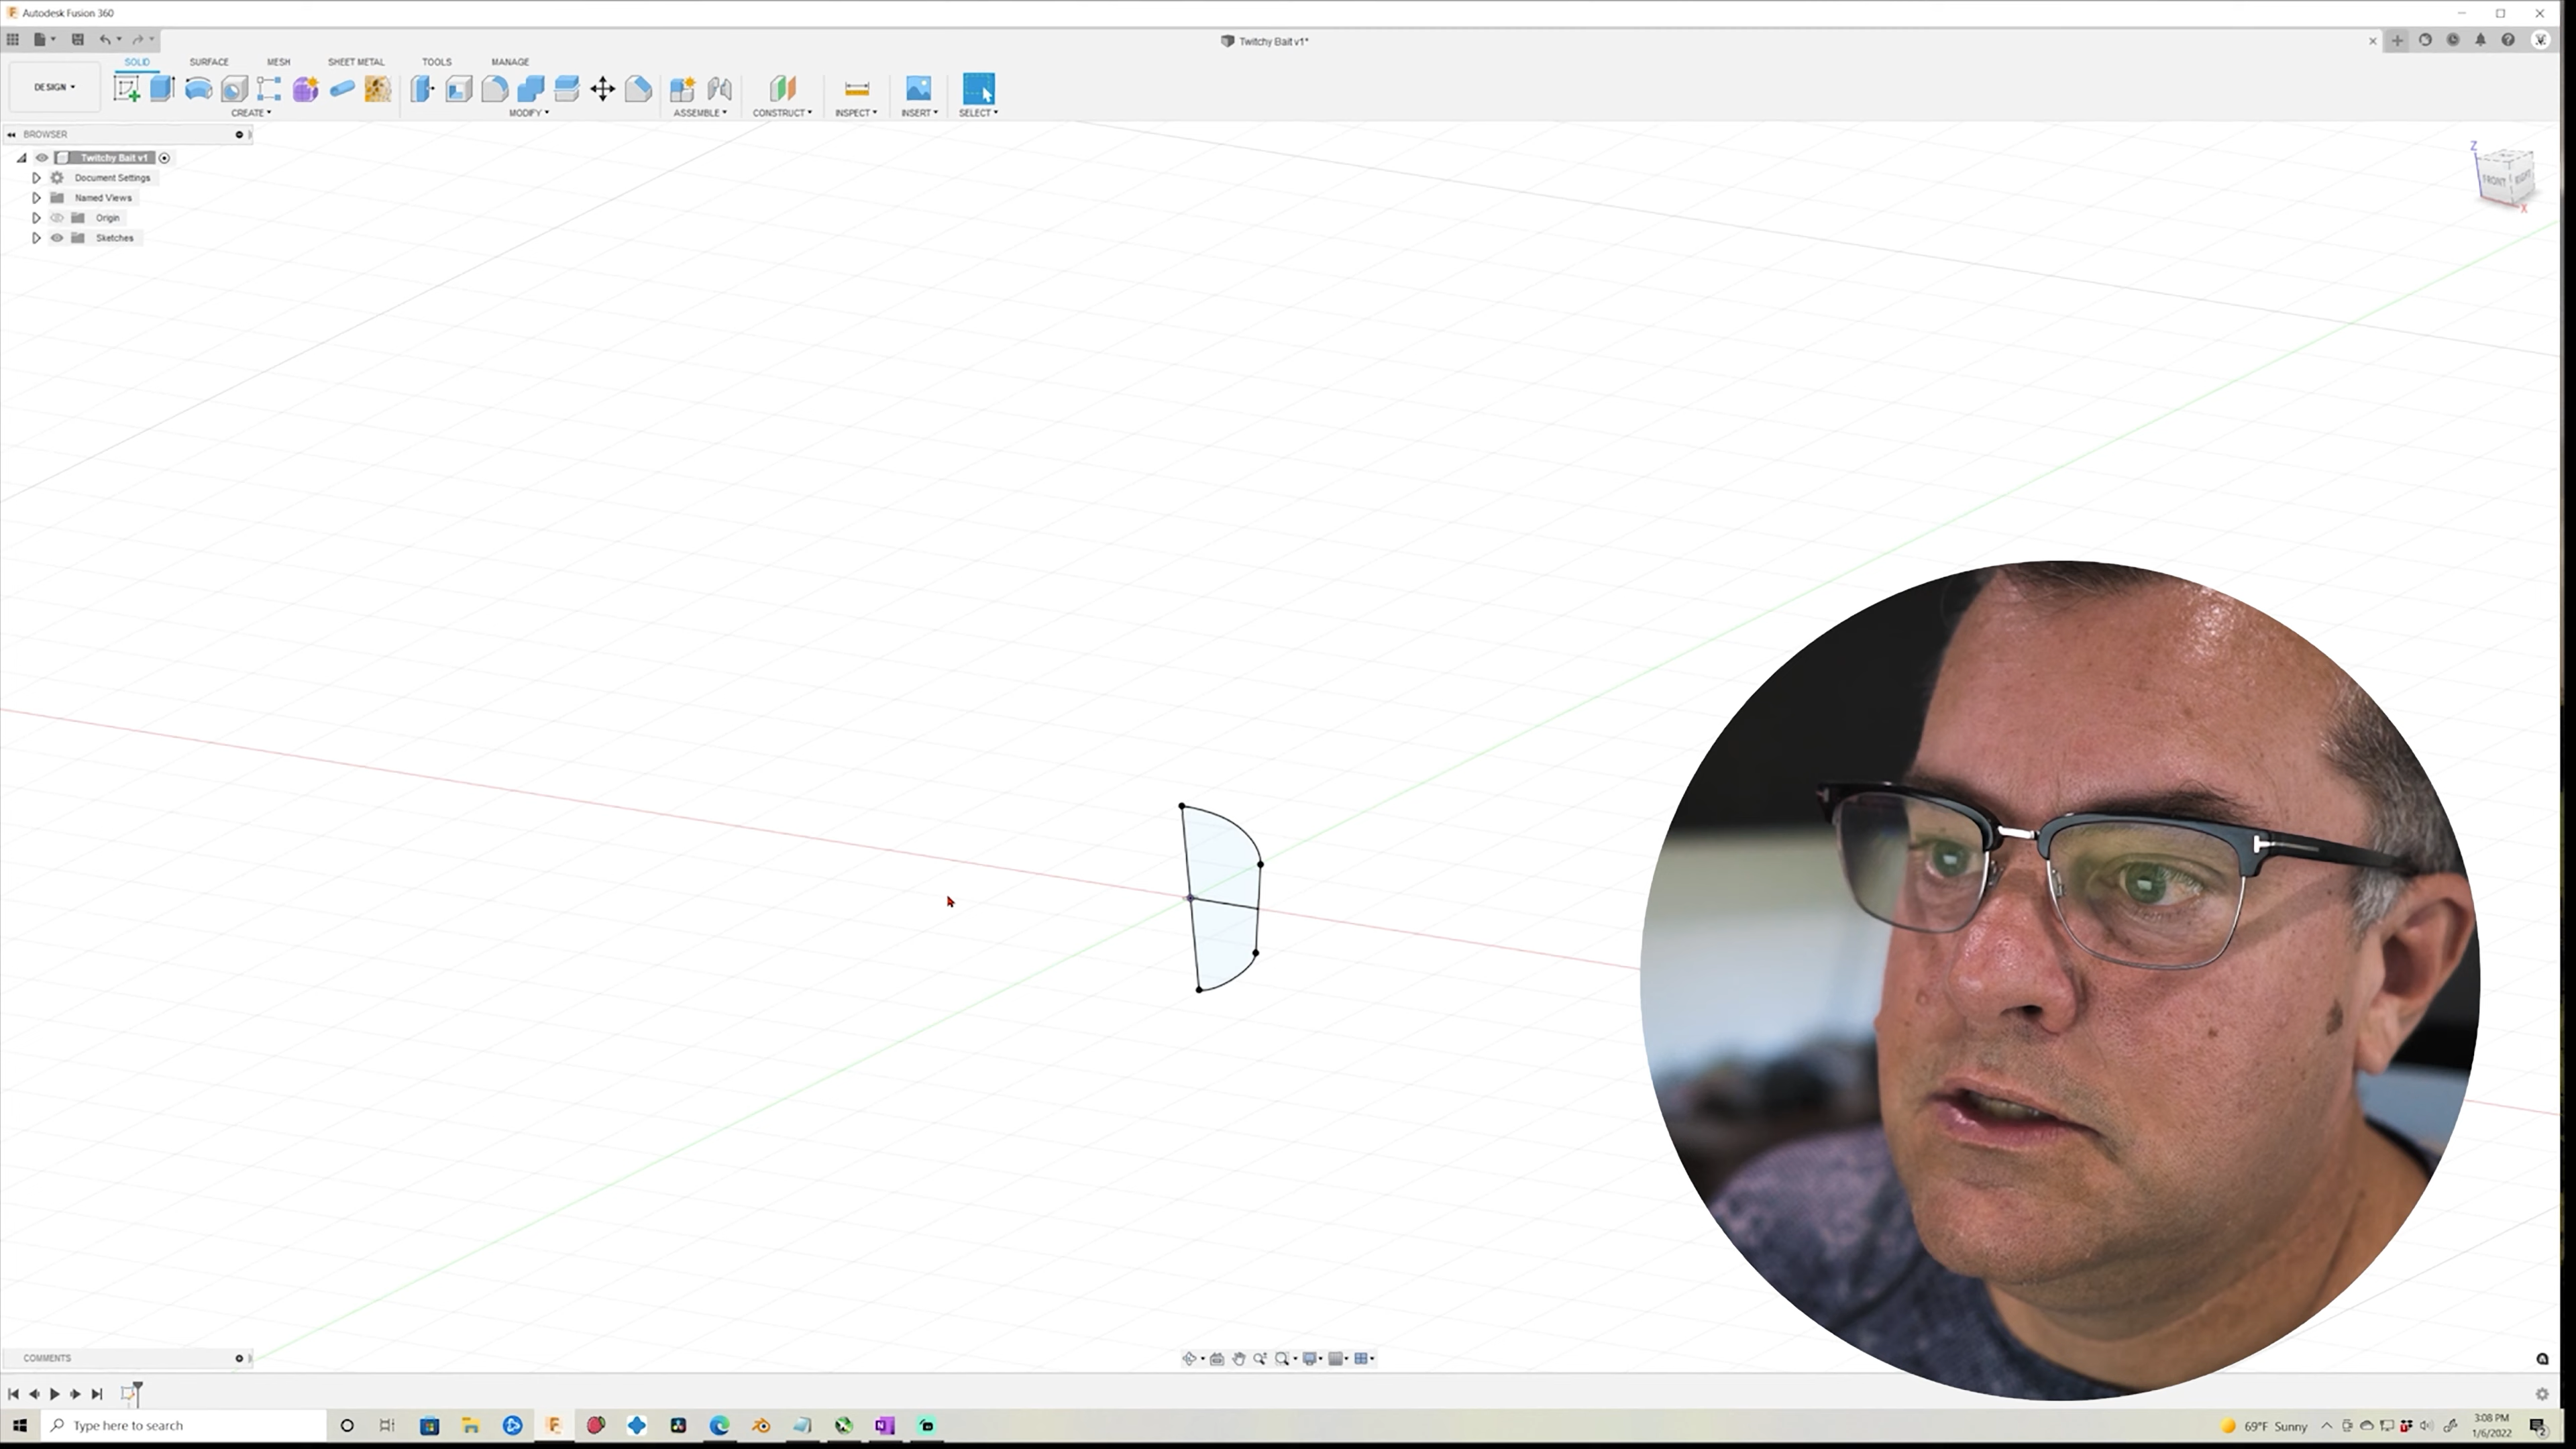 Autodesk Fusion 360
Twitchy Bait v1*
SOLID SURFACE MESH SHEET METAL TOOLS MANAGE
DESIGN
CREATE MODIFY ASSEMBLE CONSTRUCT INSPECT INSERT SELECT
BROWSER
Twitchy Bait v1
Document Settings
Named Views
Origin
Sketches
Z
FRONT RIGHT
X
COMMENTS
Type here to search
69°F Sunny
3:08 PM
1/6/2022